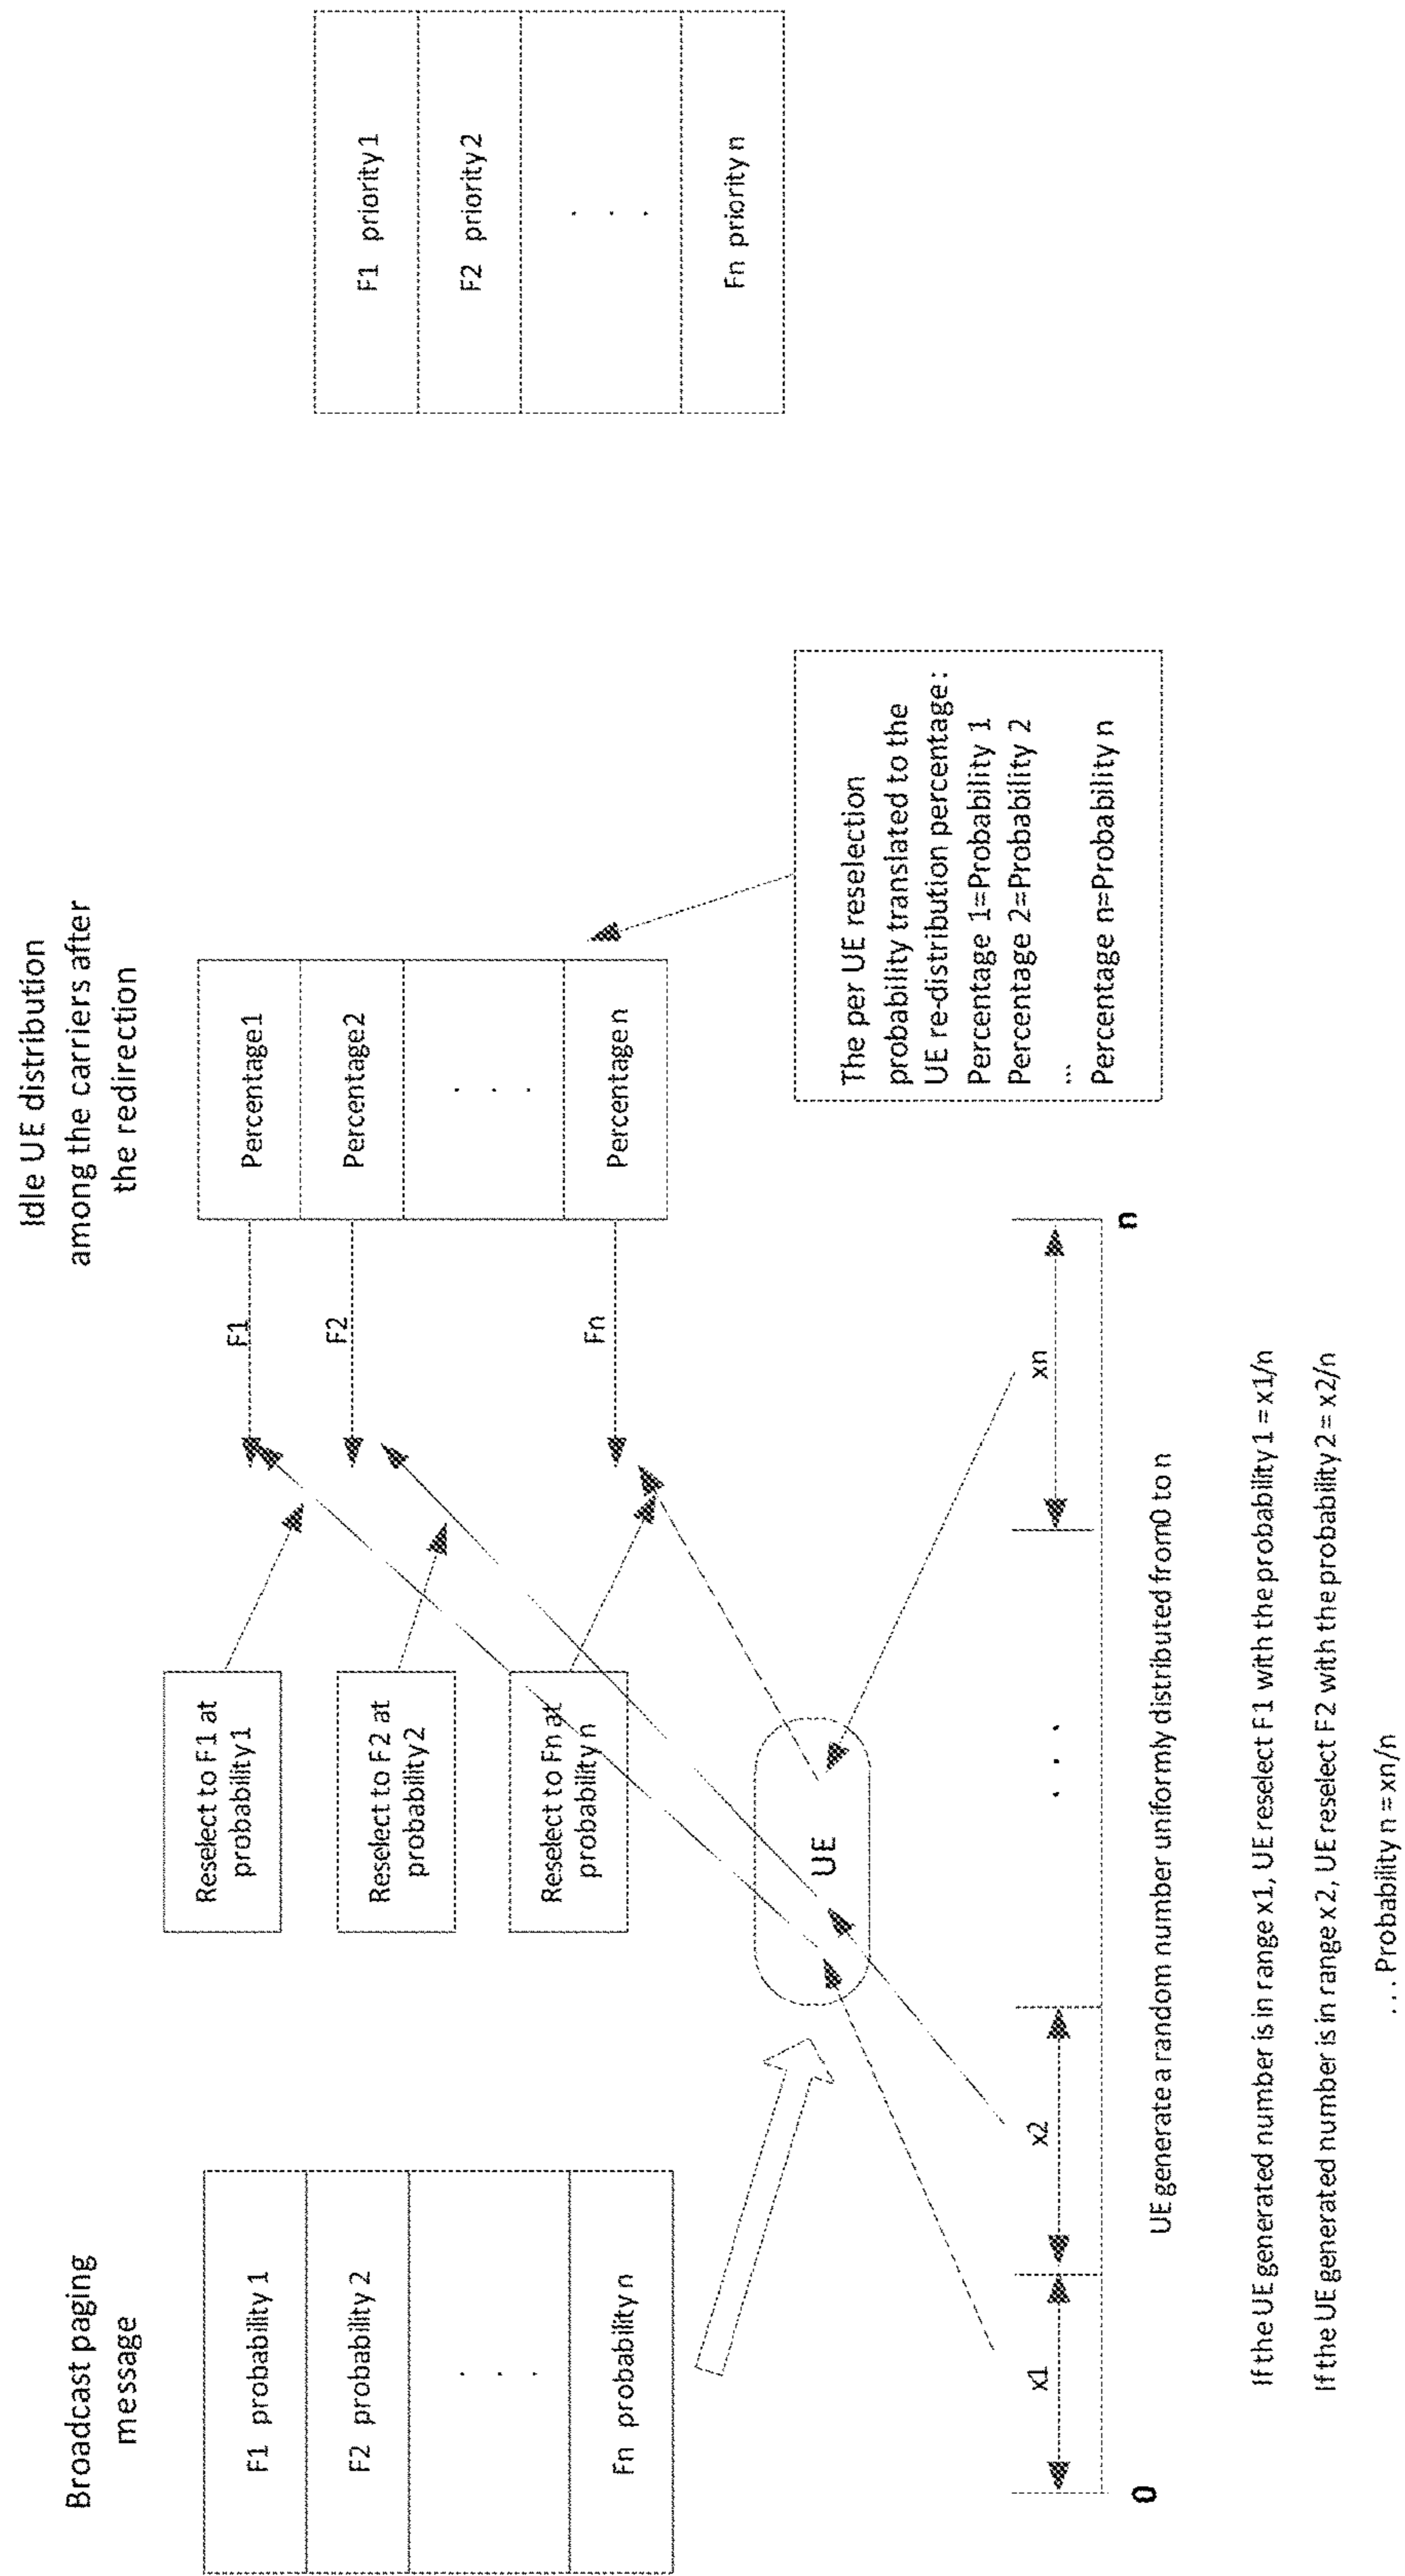 Broadcast paging
message
F1 probability 1
F2 probability 2
. . .
Fn probability n
Reselect to F1 at
probability 1
Reselect to F2 at
probability 2
Reselect to Fn at
probability n
UE
F1
F2
Fn
Idle UE distribution
among the carriers after
the redirection
Percentage1
Percentage2
. . .
Percentage n
The per UE reselection
probability translated to the
UE re-distribution percentage:
Percentage 1=Probability 1
Percentage 2=Probability 2
...
Percentage n=Probability n
F1 priority 1
F2 priority 2
. . .
Fn priority n
x1
x2
. . .
xn
0
n
UE generate a random number uniformly distributed from0 to n
If the UE generated number is in range x1, UE reselect F1 with the probability 1 = x1/n
If the UE generated number is in range x2, UE reselect F2 with the probability 2 = x2/n
. . . Probability n = xn/n